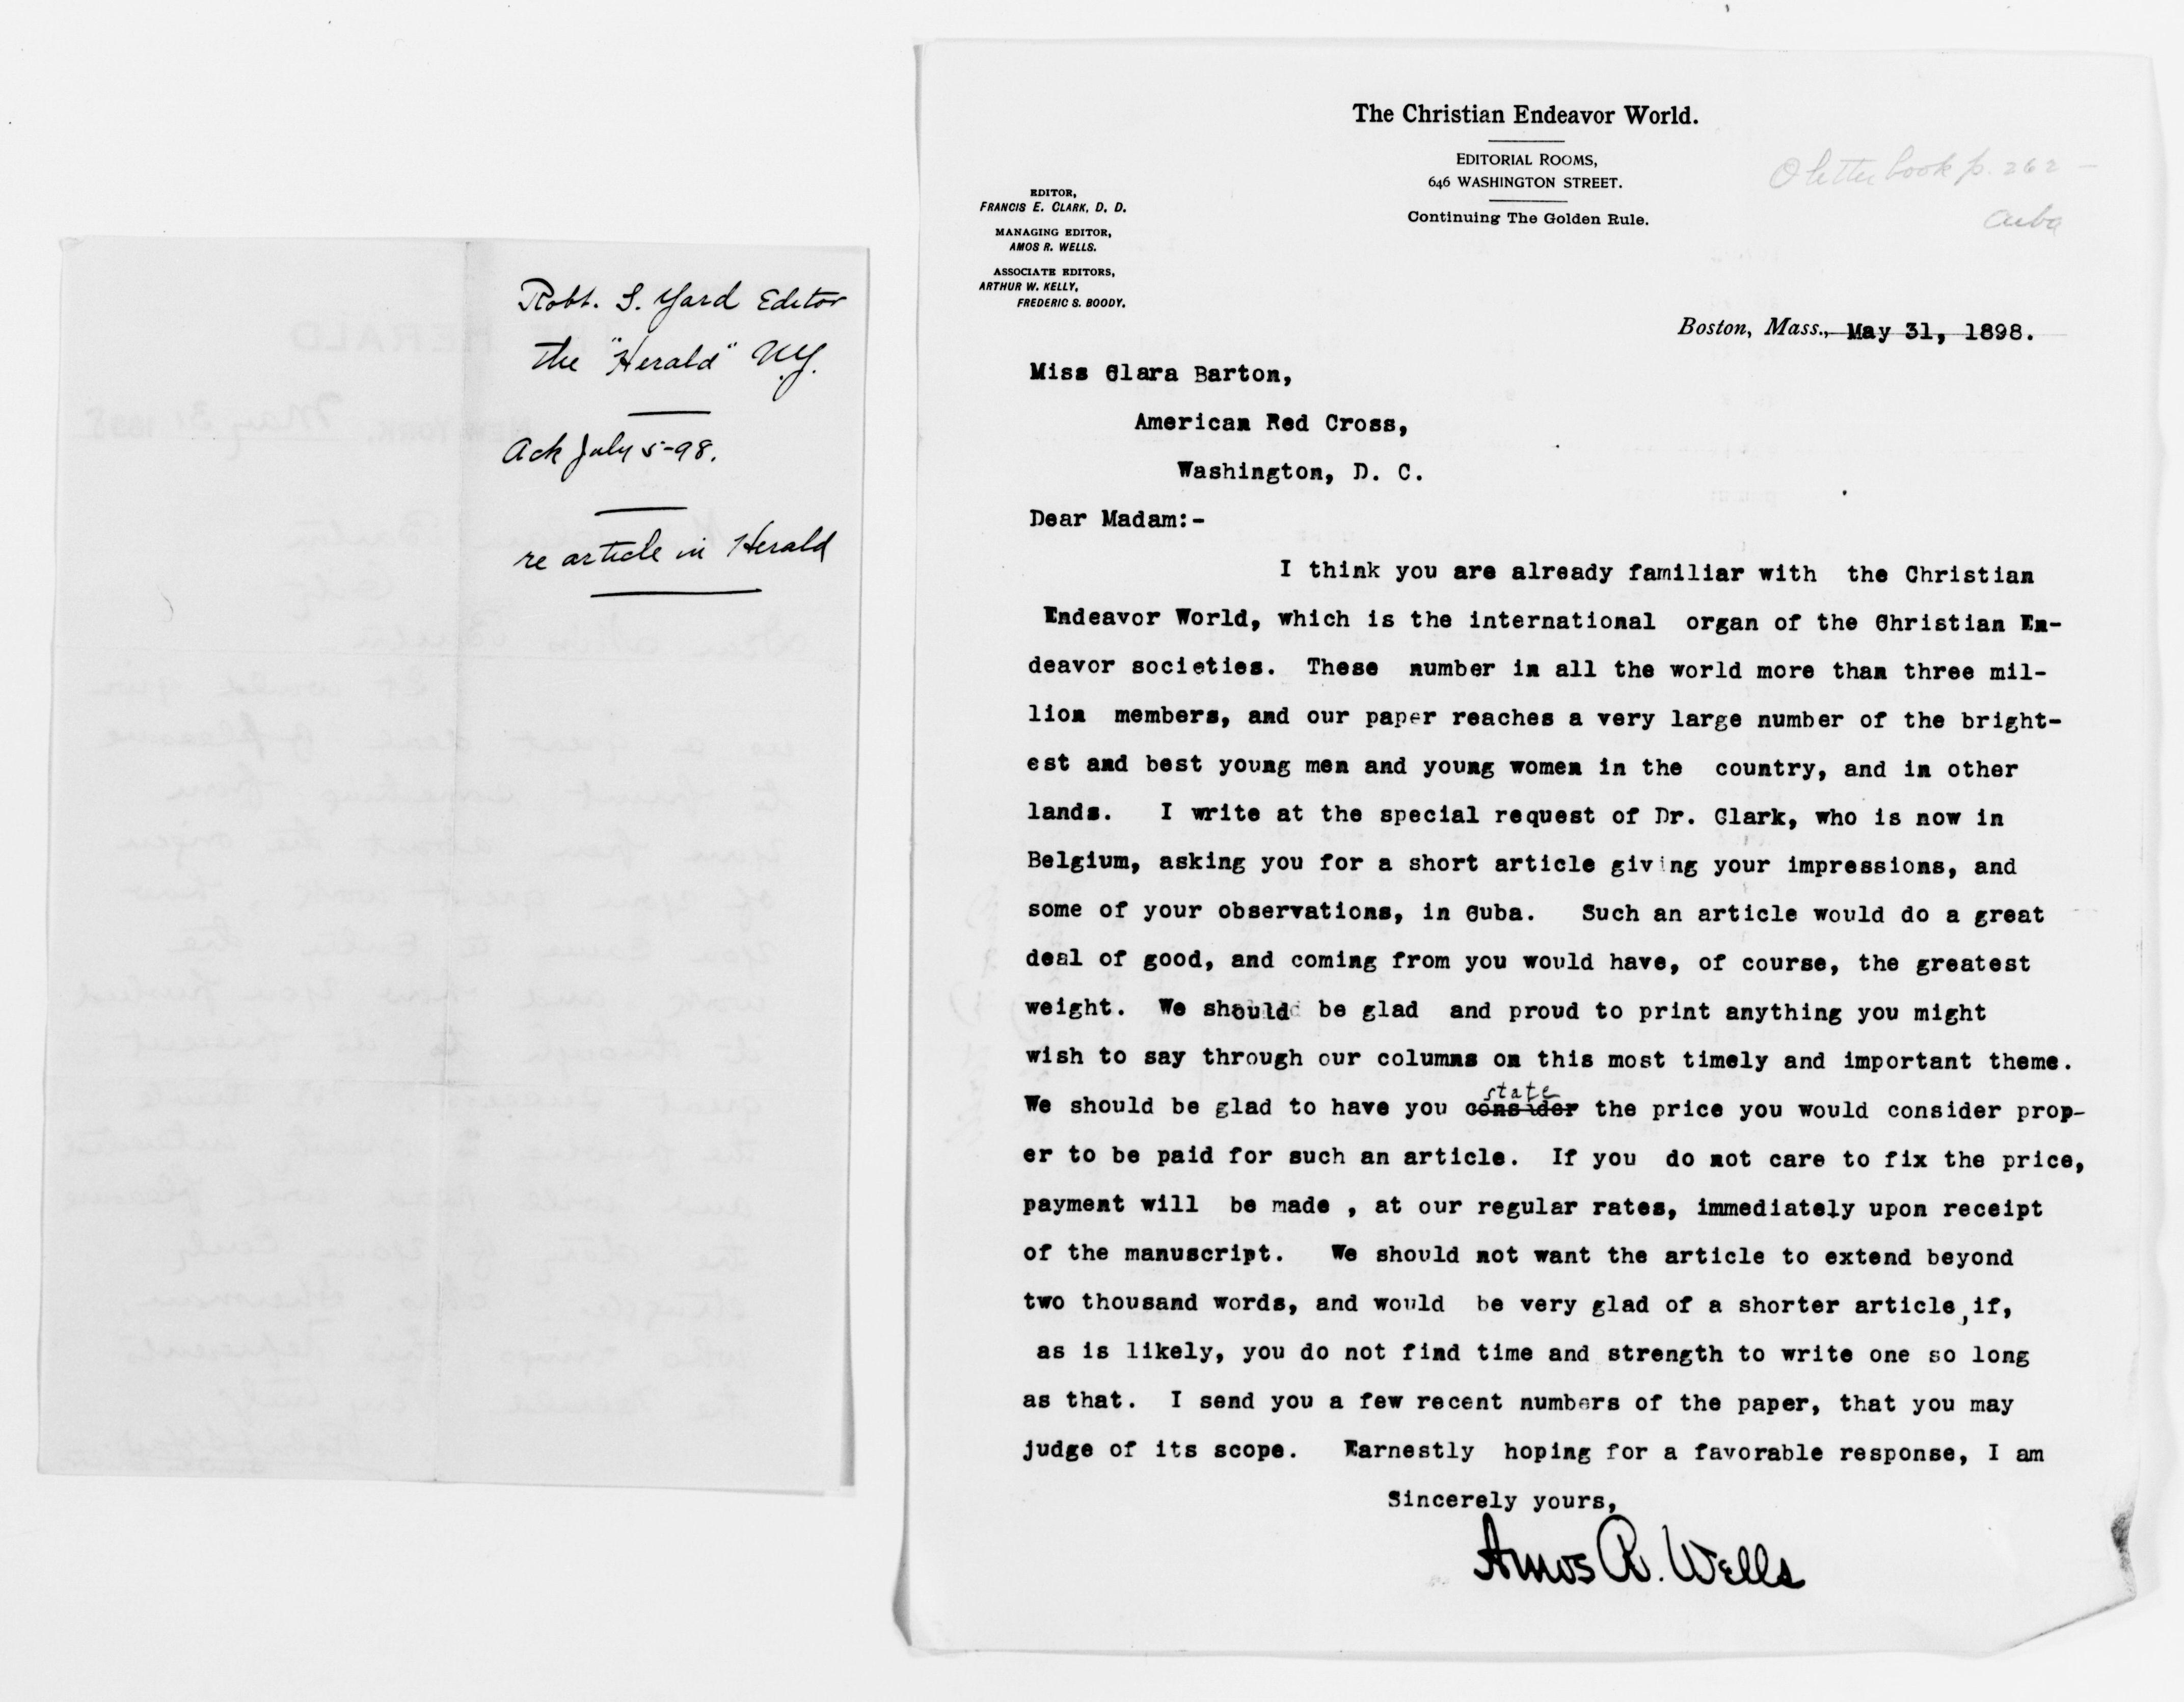 Robt. S. Yard Editor
the "Herald" N.Y.
Ack July 5-98.
re article in Herald
The Christian Endeavor World.
EDITORIAL ROOMS,
646 WASHINGTON STREET.
Continuing The Golden Rule.
letter book p. 262 -
Cuba
EDITOR,
FRANCIS E. CLARK, D. D.
MANAGING EDITOR,
AMOS R. WELLS.
ASSOCIATE EDITORS,
ARTHUR W. KELLY,
FREDERIC S. BOODY.
Boston, Mass., May 31, 1898.
Miss Clara Barton,
American Red Cross,
Washington, D. C.
Dear Madam:-
I think you are already familiar with the Christian
Endeavor World, which is the international organ of the Christian En-
deavor societies. These number in all the world more than three mil-
lion members, and our paper reaches a very large number of the bright-
est and best young men and young women in the country, and in other
lands. I write at the special request of Dr. Clark, who is now in
Belgium, asking you for a short article giving your impressions, and
some of your observations, in Cuba. Such an article would do a great
deal of good, and coming from you would have, of course, the greatest
weight. We should be glad and proud to print anything you might
wish to say through our columns on this most timely and important theme.
state
We should be glad to have you consider the price you would consider prop-
er to be paid for such an article. If you do not care to fix the price,
payment will be made , at our regular rates, immediately upon receipt
of the manuscript. We should not want the article to extend beyond
two thousand words, and would be very glad of a shorter article, if,
as is likely, you do not find time and strength to write one so long
as that. I send you a few recent numbers of the paper, that you may
judge of its scope. Earnestly hoping for a favorable response, I am
Sincerely yours,
Amos R. Wells